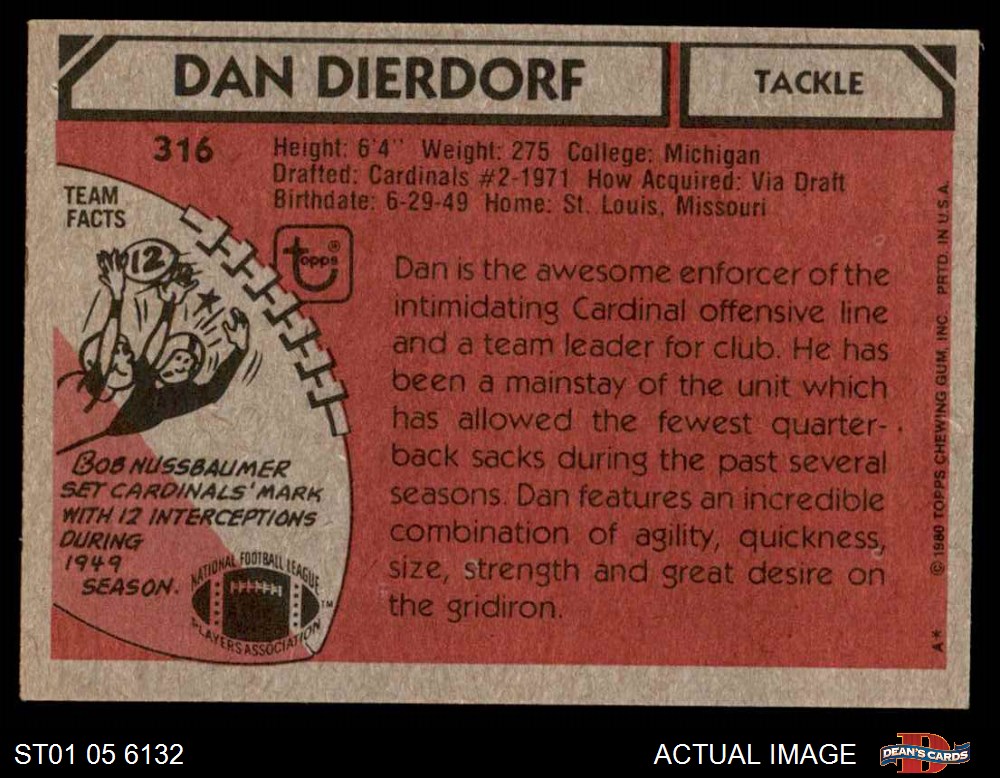 DAN DIERDORF
TACKLE
316
Height: 6'4" Weight: 275 College: Michigan
Drafted: Cardinals #2-1971 How Acquired: Via Draft
Birthdate: 6-29-49 Home: St. Louis, Missouri
TEAM
FACTS
12
topps®
BOB NUSSBAUMER
SET CARDINALS' MARK
WITH 12 INTERCEPTIONS
DURING
1949
SEASON.
NATIONAL FOOTBALL LEAGUE
PLAYERS ASSOCIATION
TM
Dan is the awesome enforcer of the
intimidating Cardinal offensive line
and a team leader for club. He has
been a mainstay of the unit which
has allowed the fewest quarter-
back sacks during the past several
seasons. Dan features an incredible
combination of agility, quickness,
size, strength and great desire on
the gridiron.
A* © 1980 TOPPS CHEWING GUM, INC. PRTD. IN U.S.A.
ST01 05 6132
ACTUAL IMAGE
DEAN'S CARDS